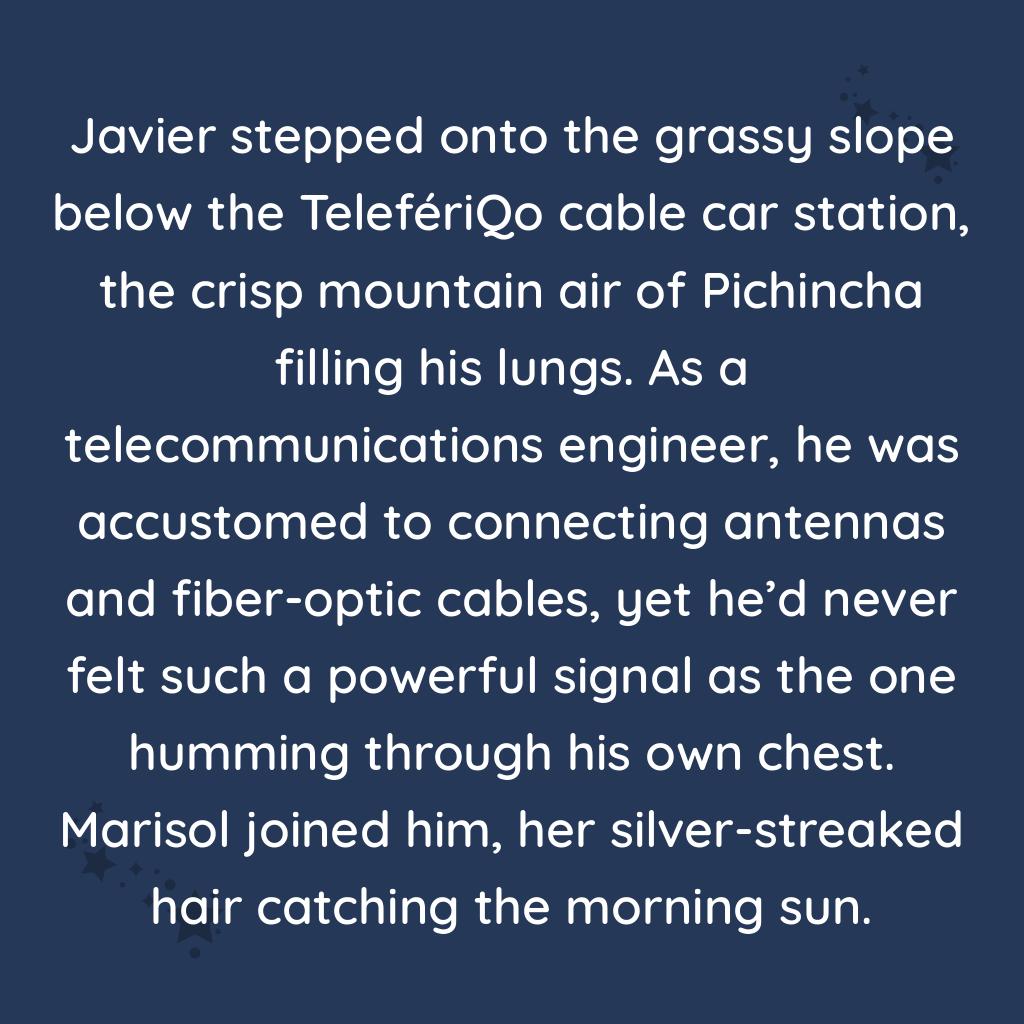 Javier stepped onto the grassy slope
below the TelefériQo cable car station,
the crisp mountain air of Pichincha
filling his lungs. As a
telecommunications engineer, he was
accustomed to connecting antennas
and fiber-optic cables, yet he’d never
felt such a powerful signal as the one
humming through his own chest.
Marisol joined him, her silver-streaked
hair catching the morning sun.